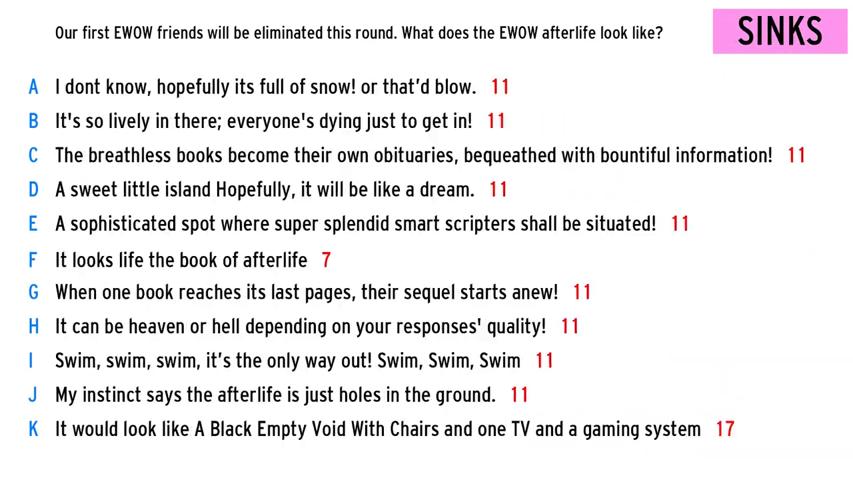 Our first EWOW friends will be eliminated this round. What does the EWOW afterlife look like?
SINKS
A I dont know, hopefully its full of snow! or that'd blow. 11
B It's so lively in there; everyone's dying just to get in! 11
C The breathless books become their own obituaries, bequeathed with bountiful information! 11
D A sweet little island Hopefully, it will be like a dream. 11
E A sophisticated spot where super splendid smart scripters shall be situated! 11
F It looks life the book of afterlife 7
G When one book reaches its last pages, their sequel starts anew! 11
H It can be heaven or hell depending on your responses' quality! 11
I Swim, swim, swim, it's the only way out! Swim, Swim, Swim 11
J My instinct says the afterlife is just holes in the ground. 11
K It would look like A Black Empty Void With Chairs and one TV and a gaming system 17